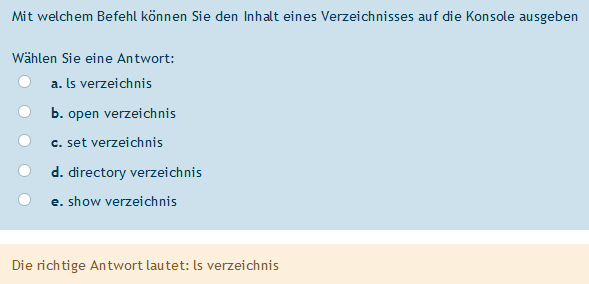 Mit welchem Befehl können Sie den Inhalt eines Verzeichnisses auf die Konsole ausgeben
Wählen Sie eine Antwort:
a. ls verzeichnis
b. open verzeichnis
c. set verzeichnis
d. directory verzeichnis
e. show verzeichnis
Die richtige Antwort lautet: ls verzeichnis